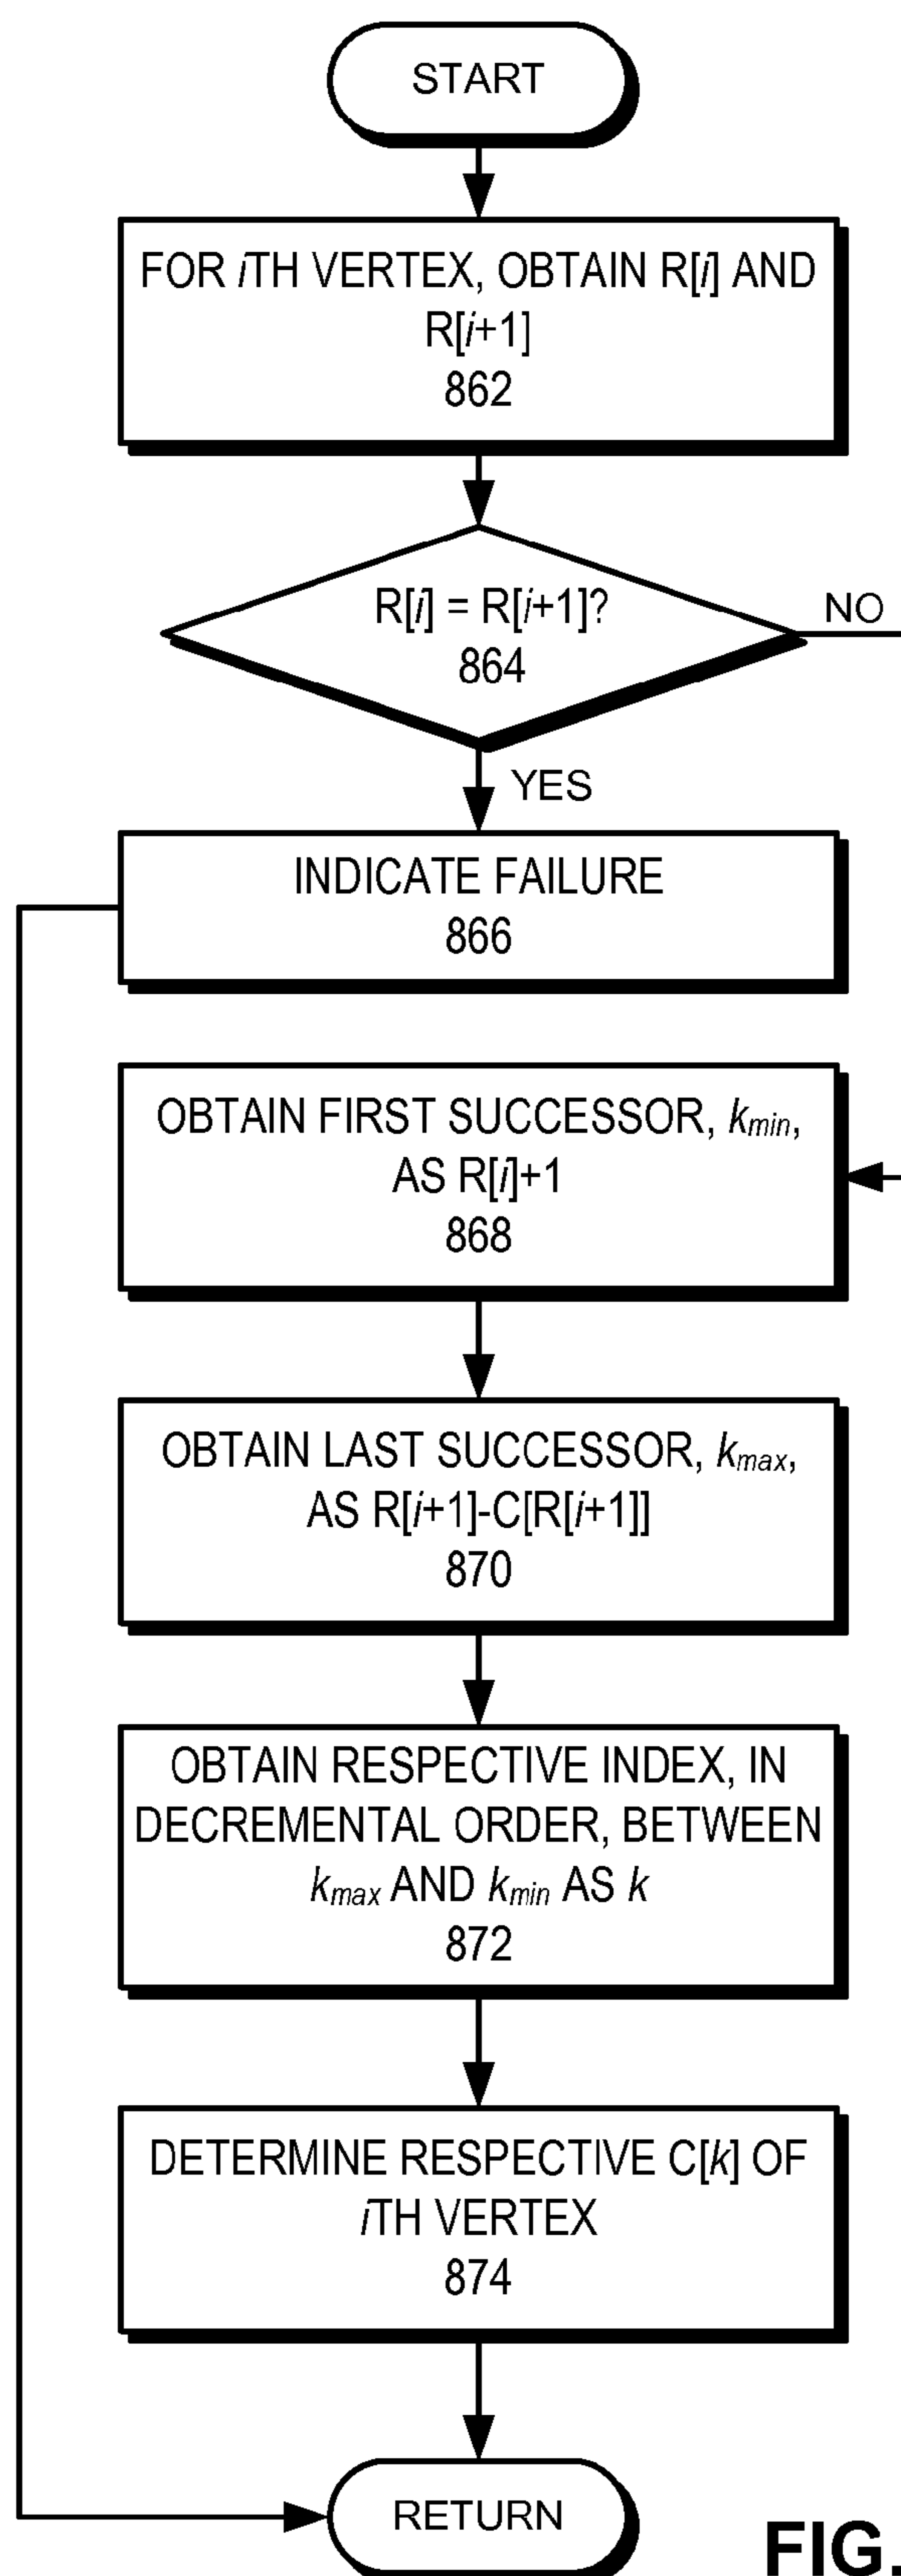 START
FOR iTH VERTEX, OBTAIN R[i] AND
R[i+1]
862
R[i] = R[i+1]?
864
NO
YES
INDICATE FAILURE
866
OBTAIN FIRST SUCCESSOR, kmin,
AS R[i]+1
868
OBTAIN LAST SUCCESSOR, kmax,
AS R[i+1]-C[R[i+1]]
870
OBTAIN RESPECTIVE INDEX, IN
DECREMENTAL ORDER, BETWEEN
kmax AND kmin AS k
872
DETERMINE RESPECTIVE C[k] OF
iTH VERTEX
874
RETURN
FIG.